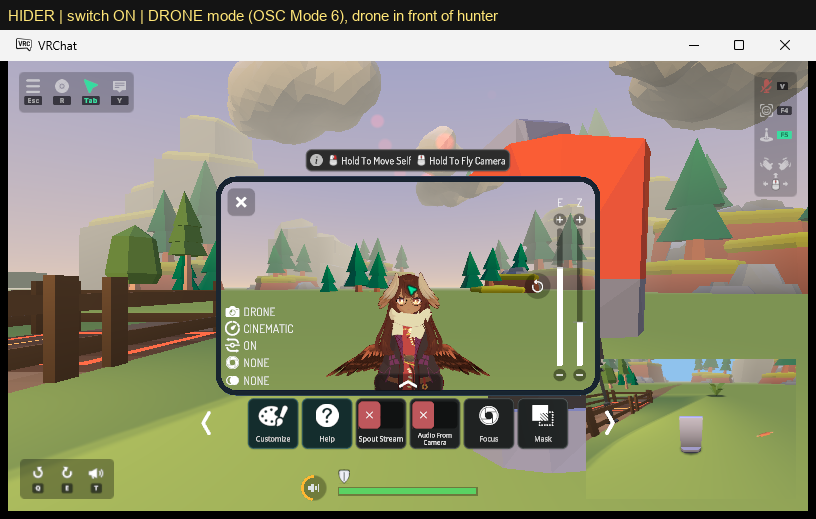 HIDER | switch ON | DRONE mode (OSC Mode 6), drone in front of hunter
VRC VRChat
Esc R Tab Y
V
F4
F5
Hold To Move Self Hold To Fly Camera
E Z
DRONE
CINEMATIC
ON
NONE
NONE
Customize Help Spout Stream Audio From Camera Focus Mask
Q E T